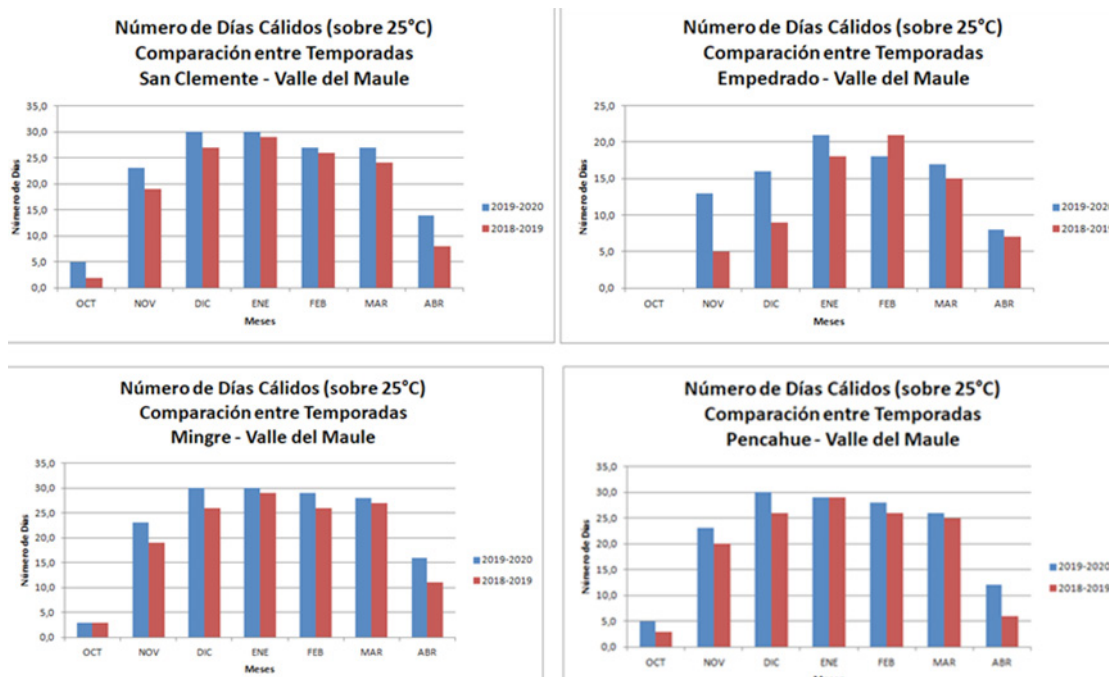 Número de Días Cálidos (sobre 25°C)
Comparación entre Temporadas
San Clemente - Valle del Maule
35,0
30,0
25,0
20,0
15,0
10,0
5,0
0,0
Número de Días
OCT NOV DIC ENE FEB MAR ABR
Meses
2019-2020
2018-2019
Número de Días Cálidos (sobre 25°C)
Comparación entre Temporadas
Empedrado - Valle del Maule
25,0
20,0
15,0
10,0
5,0
0,0
Número de Días
OCT NOV DIC ENE FEB MAR ABR
Meses
2019-2020
2018-2019
Número de Días Cálidos (sobre 25°C)
Comparación entre Temporadas
Mingre - Valle del Maule
35,0
30,0
25,0
20,0
15,0
10,0
5,0
0,0
Número de Días
OCT NOV DIC ENE FEB MAR ABR
Meses
2019-2020
2018-2019
Número de Días Cálidos (sobre 25°C)
Comparación entre Temporadas
Pencahue - Valle del Maule
35,0
30,0
25,0
20,0
15,0
10,0
5,0
0,0
Número de Días
OCT NOV DIC ENE FEB MAR ABR
2019-2020
2018-2019